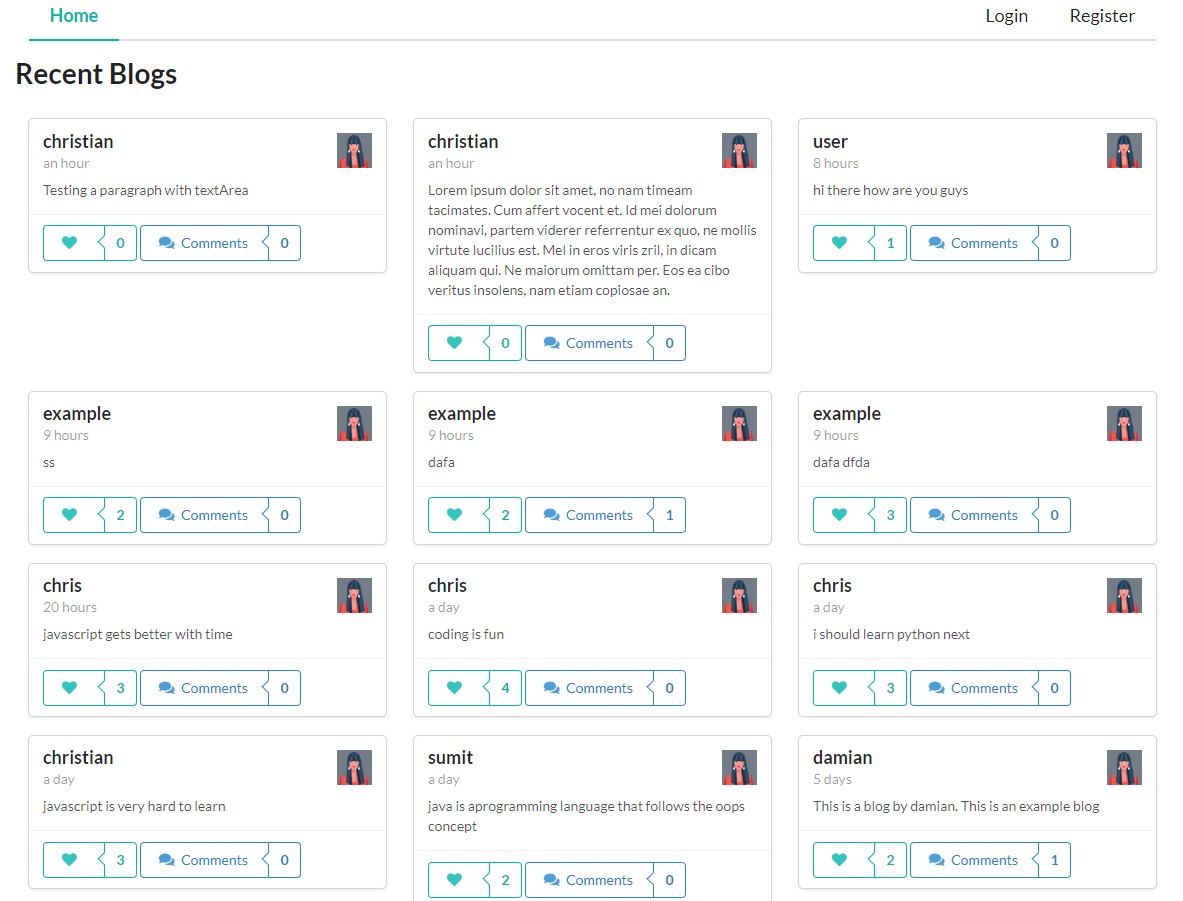 Home
Login
Register
Recent Blogs
christian
an hour
Testing a paragraph with textArea
0
Comments
0
christian
an hour
Lorem ipsum dolor sit amet, no nam timeam
tacimates. Cum affert vocent et. Id mei dolorum
nominavi, partem viderer referrentur ex quo, ne mollis
virtute lucilius est. Mel in eros viris zril, in dicam
aliquam qui. Ne maiorum omittam per. Eos ea cibo
veritus insolens, nam etiam copiosae an.
0
Comments
0
user
8 hours
hi there how are you guys
1
Comments
0
example
9 hours
ss
2
Comments
0
example
9 hours
dafa
2
Comments
1
example
9 hours
dafa dfda
3
Comments
0
chris
20 hours
javascript gets better with time
3
Comments
0
chris
a day
coding is fun
4
Comments
0
chris
a day
i should learn python next
3
Comments
0
christian
a day
javascript is very hard to learn
3
Comments
0
sumit
a day
java is aprogramming language that follows the oops
concept
2
Comments
0
damian
5 days
This is a blog by damian. This is an example blog
2
Comments
1